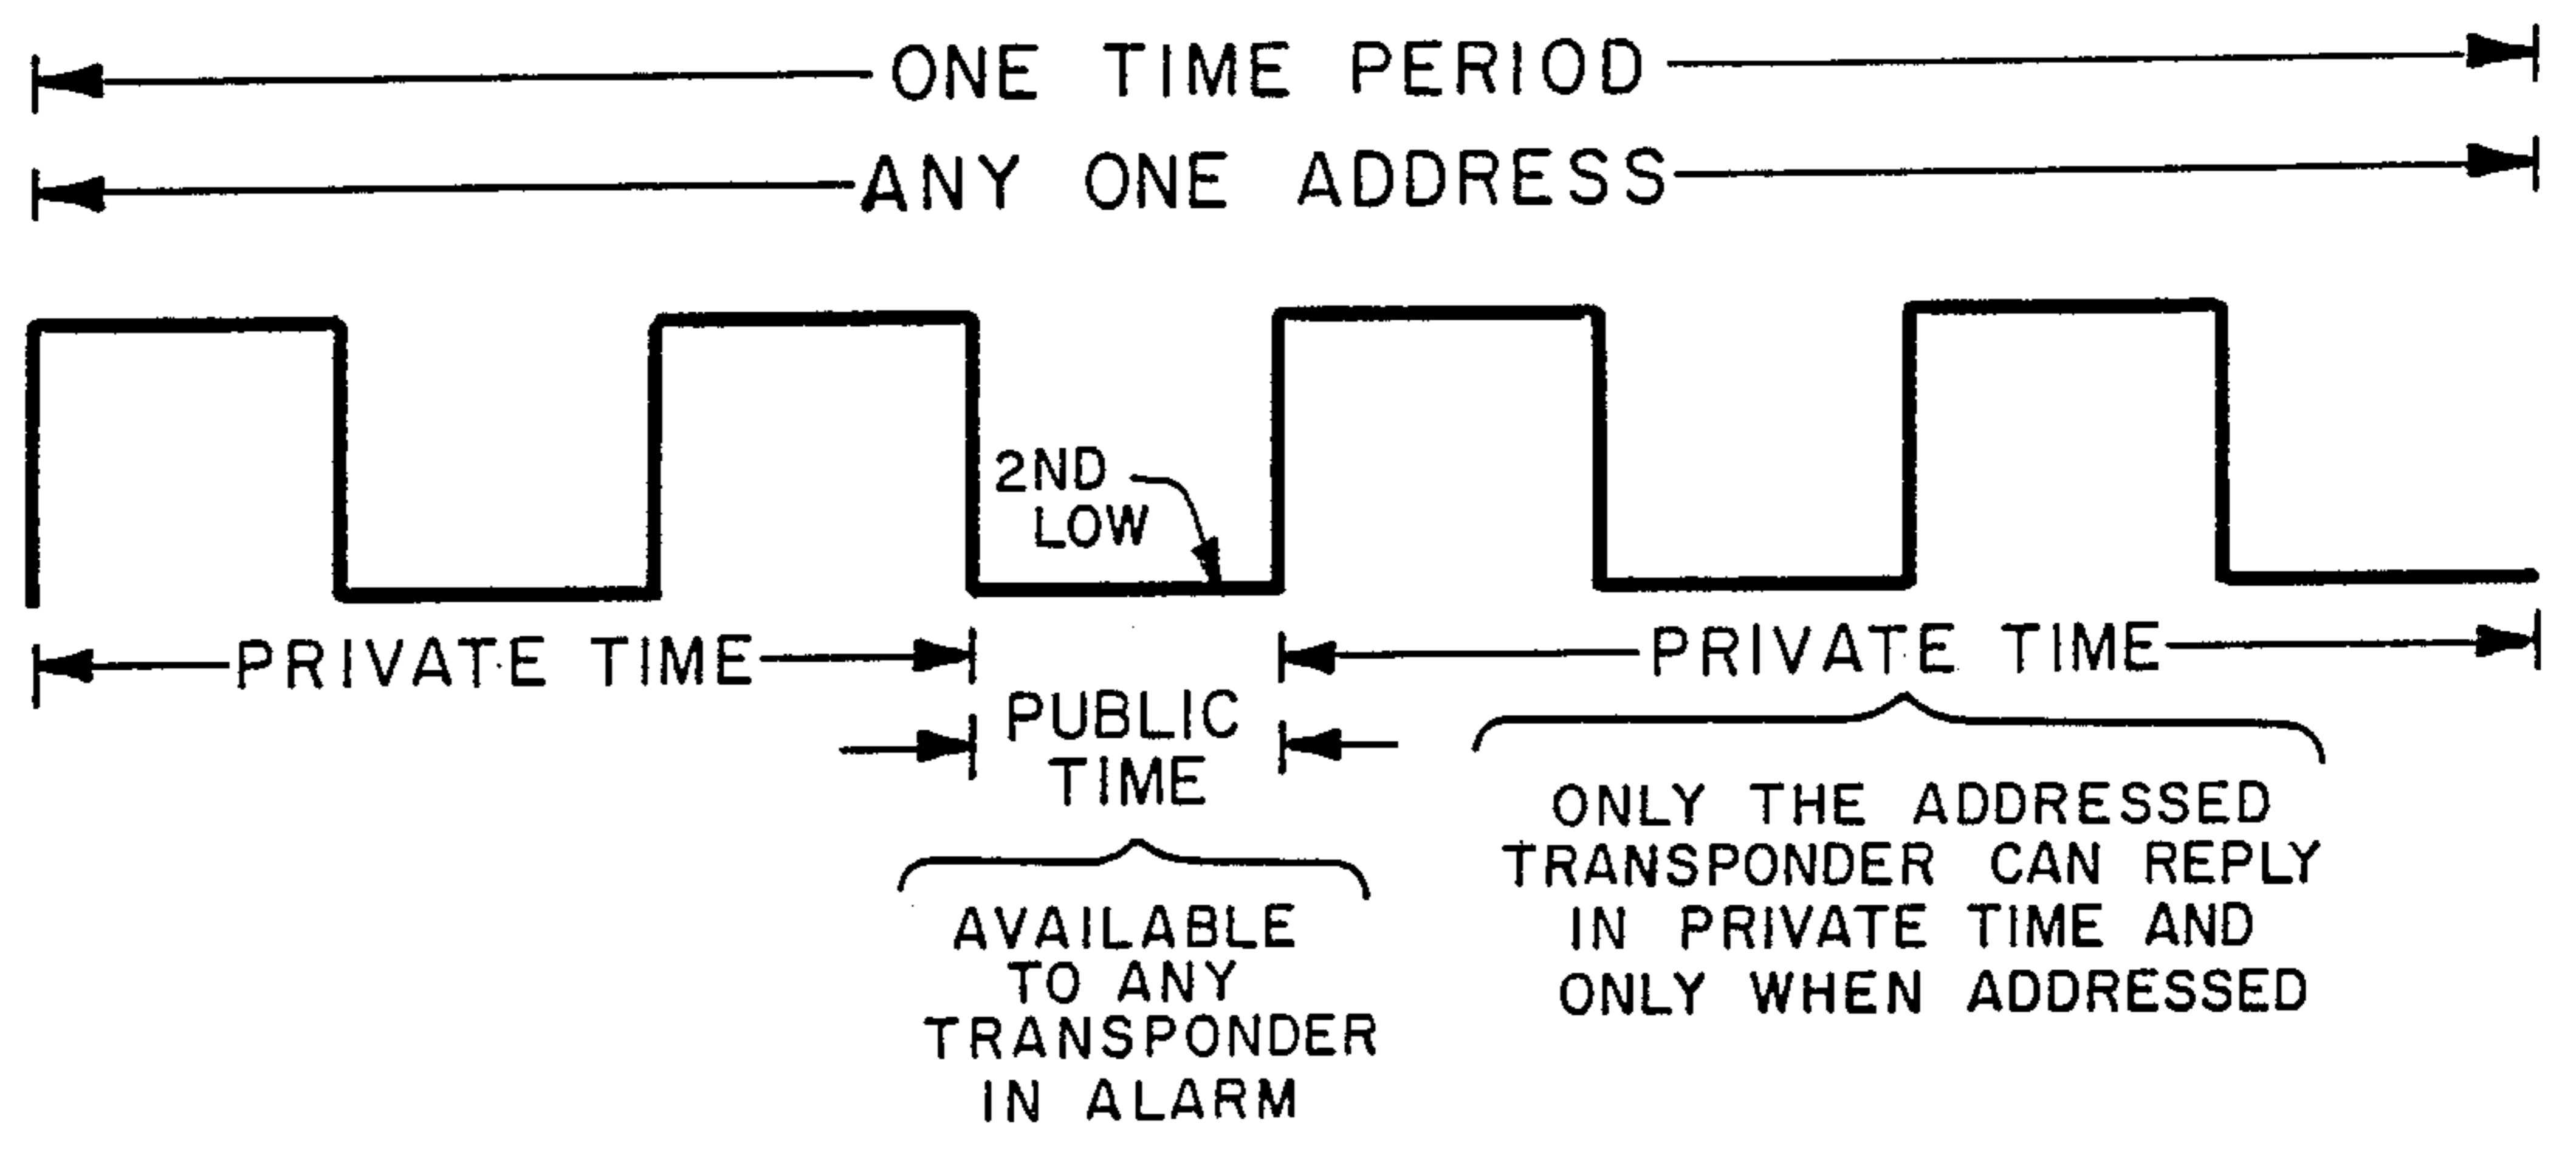 ONE TIME PERIOD
ANY ONE ADDRESS
2ND
LOW
PRIVATE TIME
PRIVATE TIME
PUBLIC
TIME
AVAILABLE
TO ANY
TRANSPONDER
IN ALARM
ONLY THE ADDRESSED
TRANSPONDER CAN REPLY
IN PRIVATE TIME AND
ONLY WHEN ADDRESSED